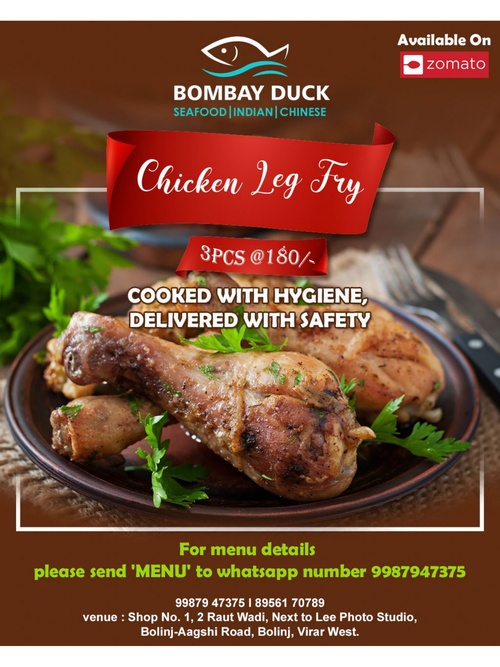 Available On
zomato
BOMBAY DUCK
SEAFOOD|INDIAN|CHINESE
Chicken Leg Fry
3PCS @180/-
COOKED WITH HYGIENE,
DELIVERED WITH SAFETY
For menu details
please send 'MENU' to whatsapp number 9987947375
99879 47375 I 89561 70789
venue : Shop No. 1, 2 Raut Wadi, Next to Lee Photo Studio,
Bolinj-Aagshi Road, Bolinj, Virar West.